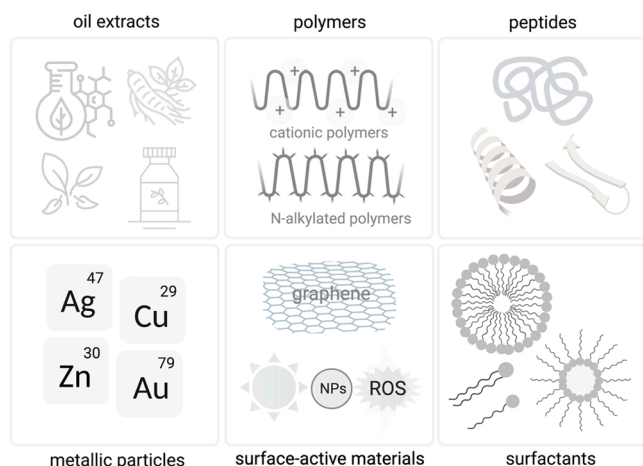 oil extracts
polymers
peptides
+ +
+ +
cationic polymers
N-alkylated polymers
47
Ag
29
Cu
30
Zn
79
Au
graphene
NPs
ROS
metallic particles
surface-active materials
surfactants